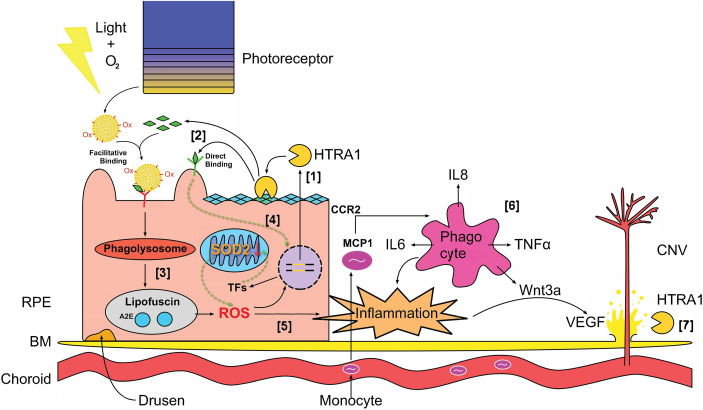 Light
+
O2
Photoreceptor
Ox
Ox
[2]
Facilitative
Binding
Direct
Binding
HTRA1
Ox
Ox
[1]
IL8
CCR2
[6]
[4]
MCP1
IL6
Phago
cyte
TNFα
CNV
Phagolysosome
SOD2
[3]
TFs
Wnt3a
RPE
Lipofuscin
A2E
ROS
[5]
Inflammation
VEGF
HTRA1
[7]
BM
Choroid
Drusen
Monocyte